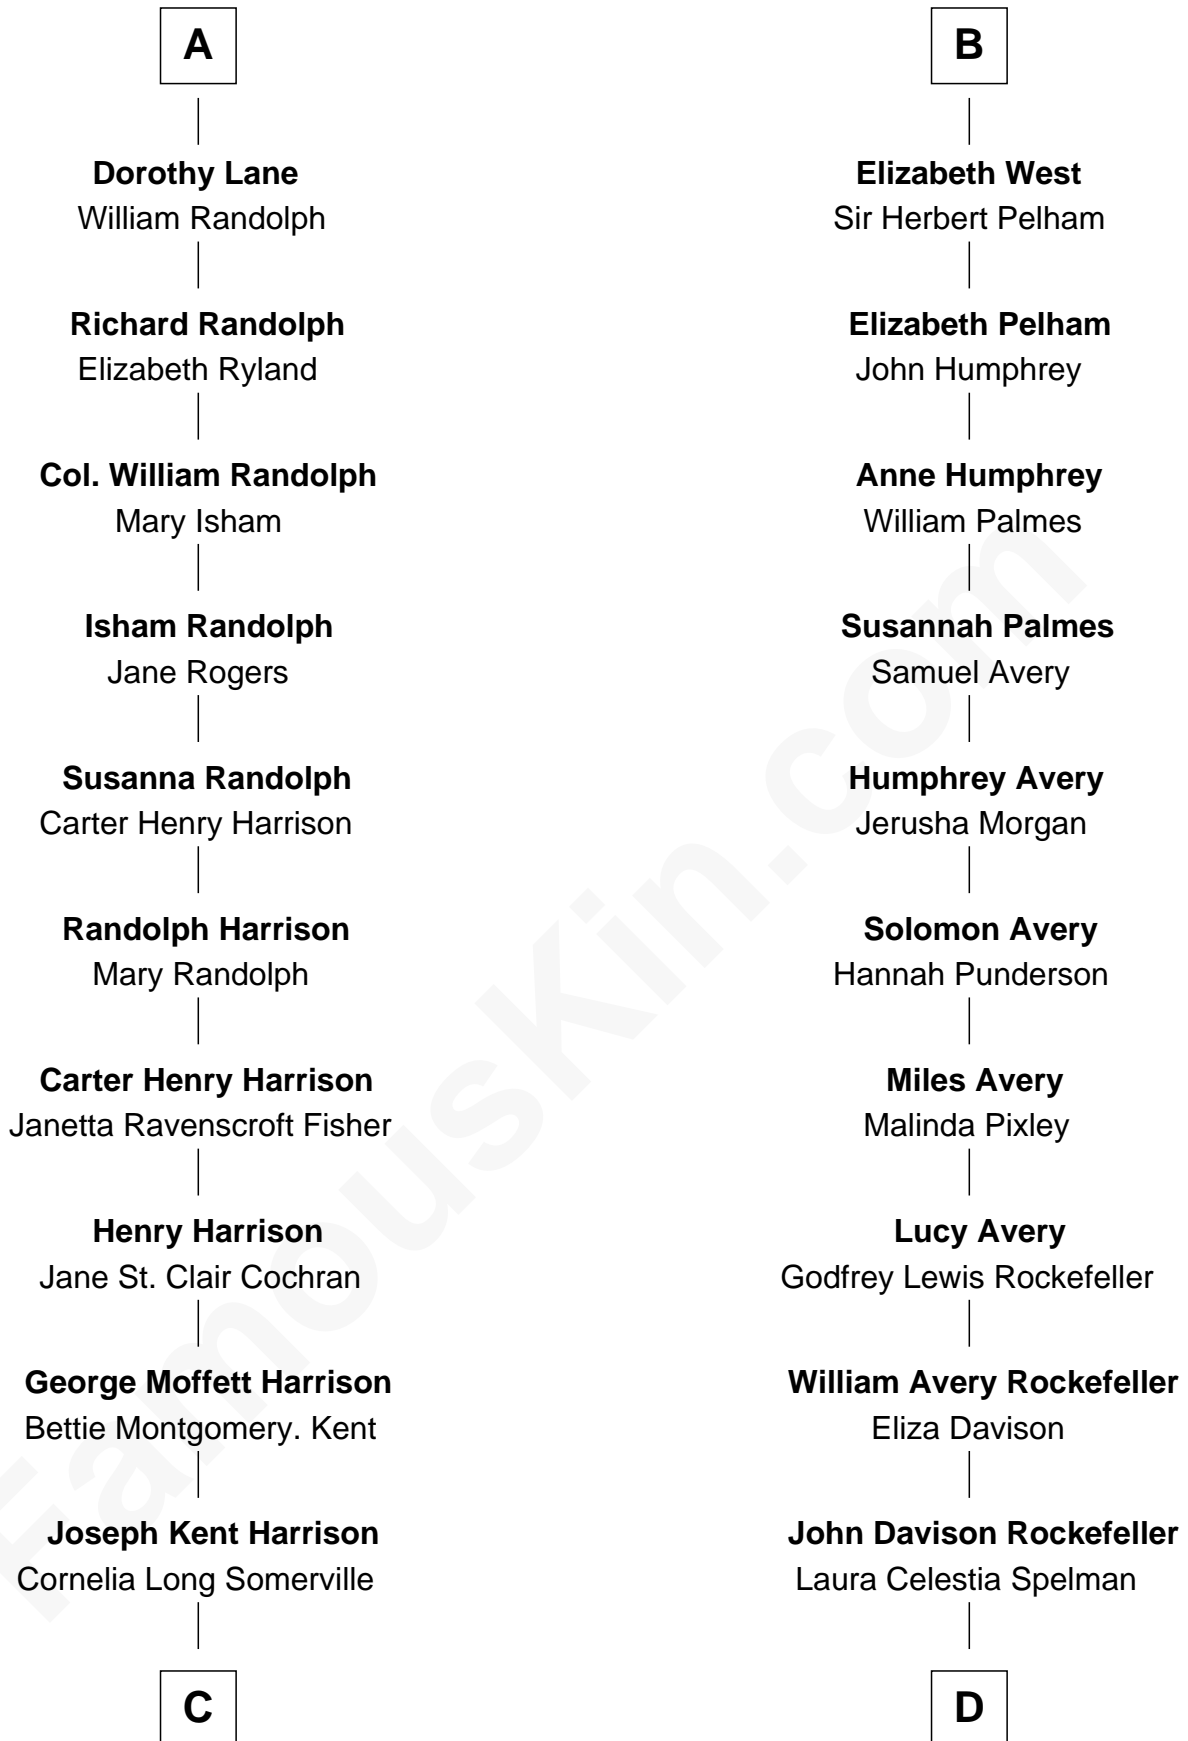 A
Dorothy Lane
William Randolph
Richard Randolph
Elizabeth Ryland
Col. William Randolph
Mary Isham
Isham Randolph
Jane Rogers
Susanna Randolph
Carter Henry Harrison
Randolph Harrison
Mary Randolph
Carter Henry Harrison
Janetta Ravenscroft Fisher
Henry Harrison
Jane St. Clair Cochran
George Moffett Harrison
Bettie Montgomery. Kent
Joseph Kent Harrison
Cornelia Long Somerville
C
B
Elizabeth West
Sir Herbert Pelham
Elizabeth Pelham
John Humphrey
Anne Humphrey
William Palmes
Susannah Palmes
Samuel Avery
Humphrey Avery
Jerusha Morgan
Solomon Avery
Hannah Punderson
Miles Avery
Malinda Pixley
Lucy Avery
Godfrey Lewis Rockefeller
William Avery Rockefeller
Eliza Davison
John Davison Rockefeller
Laura Celestia Spelman
D
FamousKin.com